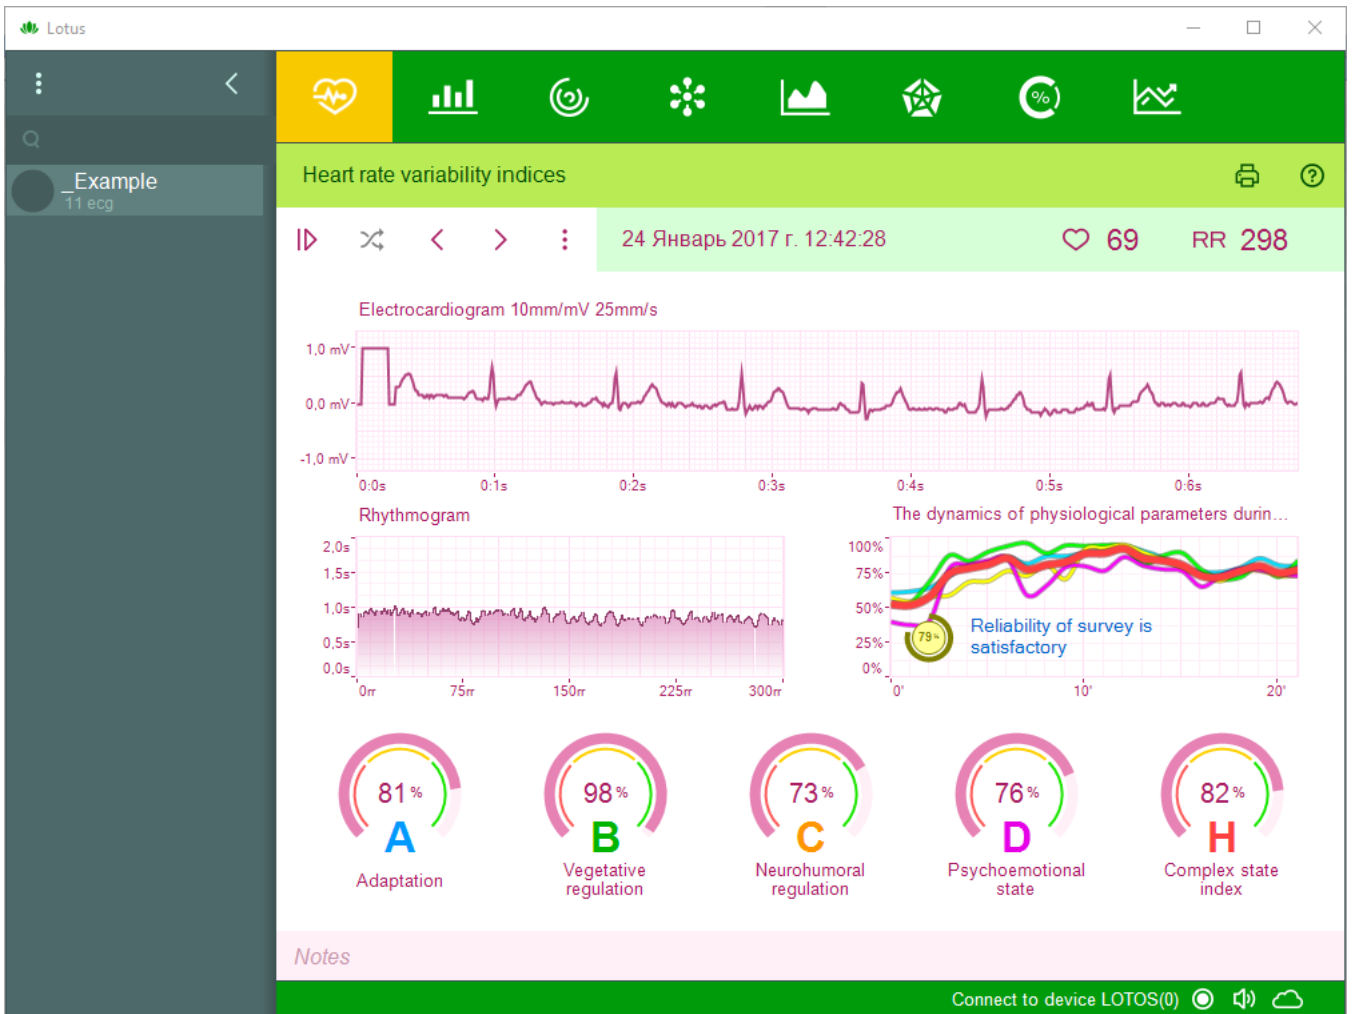 Lotus
_Example
11 ecg
Heart rate variability indices
24 Январь 2017 г. 12:42:28
69
RR 298
Electrocardiogram 10mm/mV 25mm/s
1,0 mV
0,0 mV
-1,0 mV
0:0s 0:1s 0:2s 0:3s 0:4s 0:5s 0:6s
Rhythmogram
2,0s
1,5s
1,0s
0,5s
0,0s
0rr 75rr 150rr 225rr 300rr
The dynamics of physiological parameters durin...
100%
75%
50%
25%
0%
79%
Reliability of survey is
satisfactory
0' 10' 20'
81%
A
Adaptation
98%
B
Vegetative
regulation
73%
C
Neurohumoral
regulation
76%
D
Psychoemotional
state
82%
H
Complex state
index
Notes
Connect to device LOTOS(0)